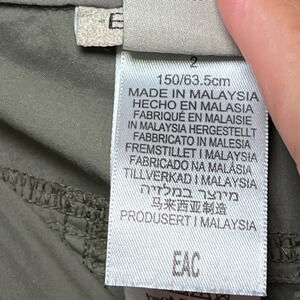 E
2
150/63.5cm
MADE IN MALAYSIA
HECHO EN MALASIA
FABRIQUÉ EN MALAISIE
IN MALAYSIA HERGESTELLT
FABBRICATO IN MALESIA
FREMSTILLET I MALAYSIA
FABRICADO NA MALÁSIA
TILLVERKAD I MALAYSIA
מיוצר במלזיה
马来西亚制造
PRODUSERT I MALAYSIA
EAC